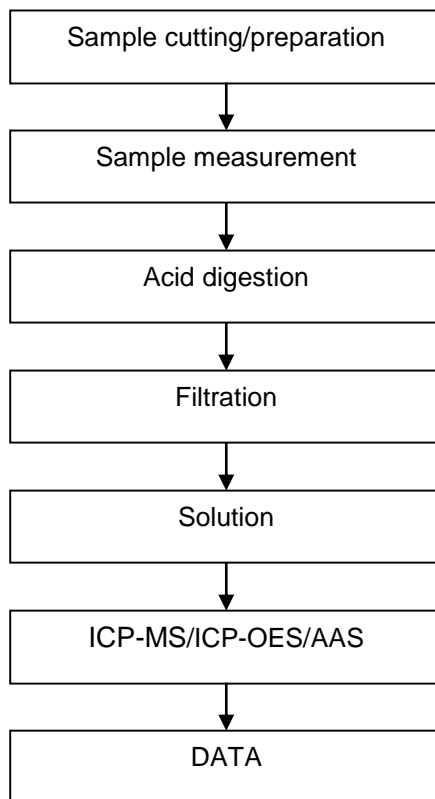 Sample cutting/preparation
Sample measurement
Acid digestion
Filtration
Solution
ICP-MS/ICP-OES/AAS
DATA